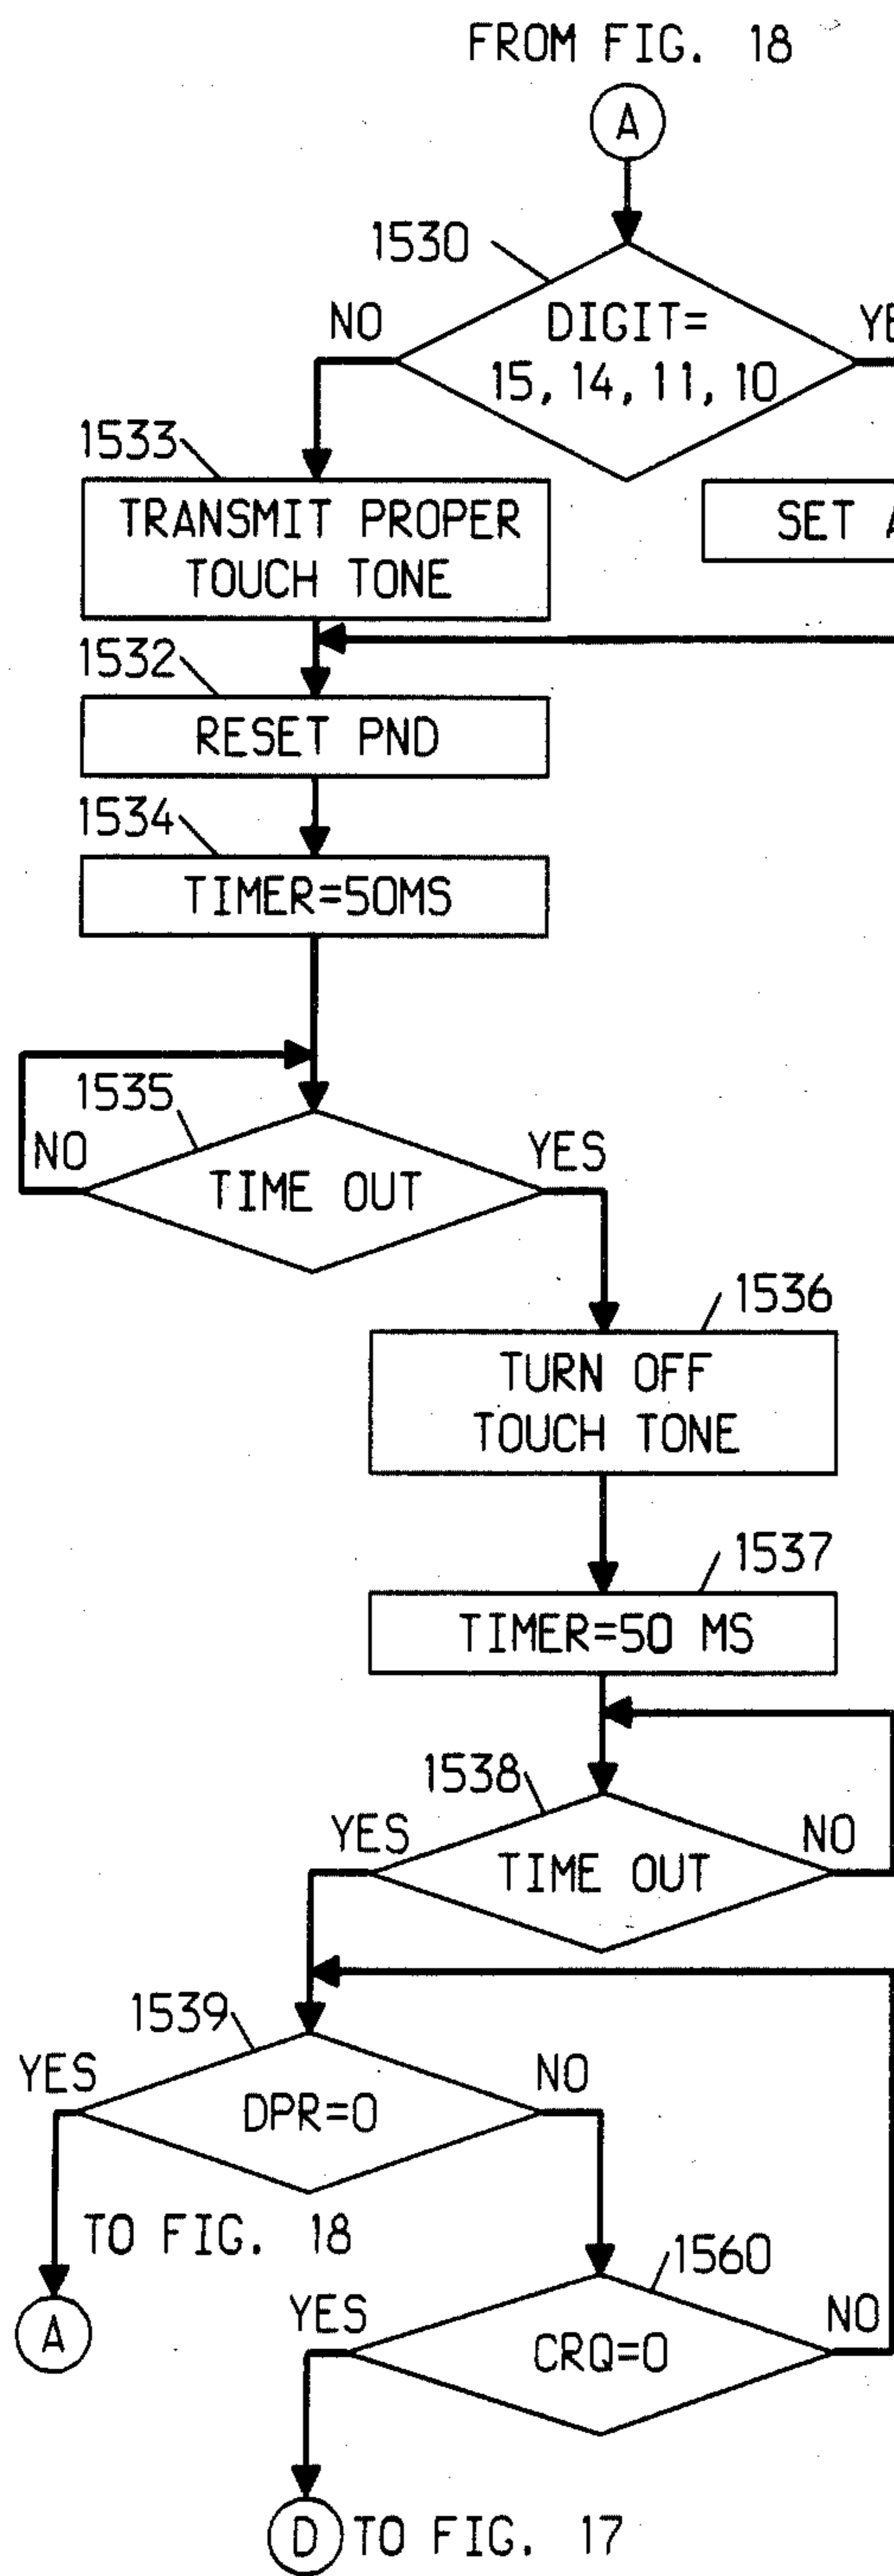 FROM FIG. 18
A
1530
NO
DIGIT=
15, 14, 11, 10
1533
TRANSMIT PROPER
TOUCH TONE
SET
1532
RESET PND
1534
TIMER=50MS
1535
NO
TIME OUT
YES
1536
TURN OFF
TOUCH TONE
1537
TIMER=50 MS
1538
YES
TIME OUT
NO
1539
YES
DPR=0
NO
TO FIG. 18
A
1560
YES
CRQ=0
NO
D TO FIG. 17